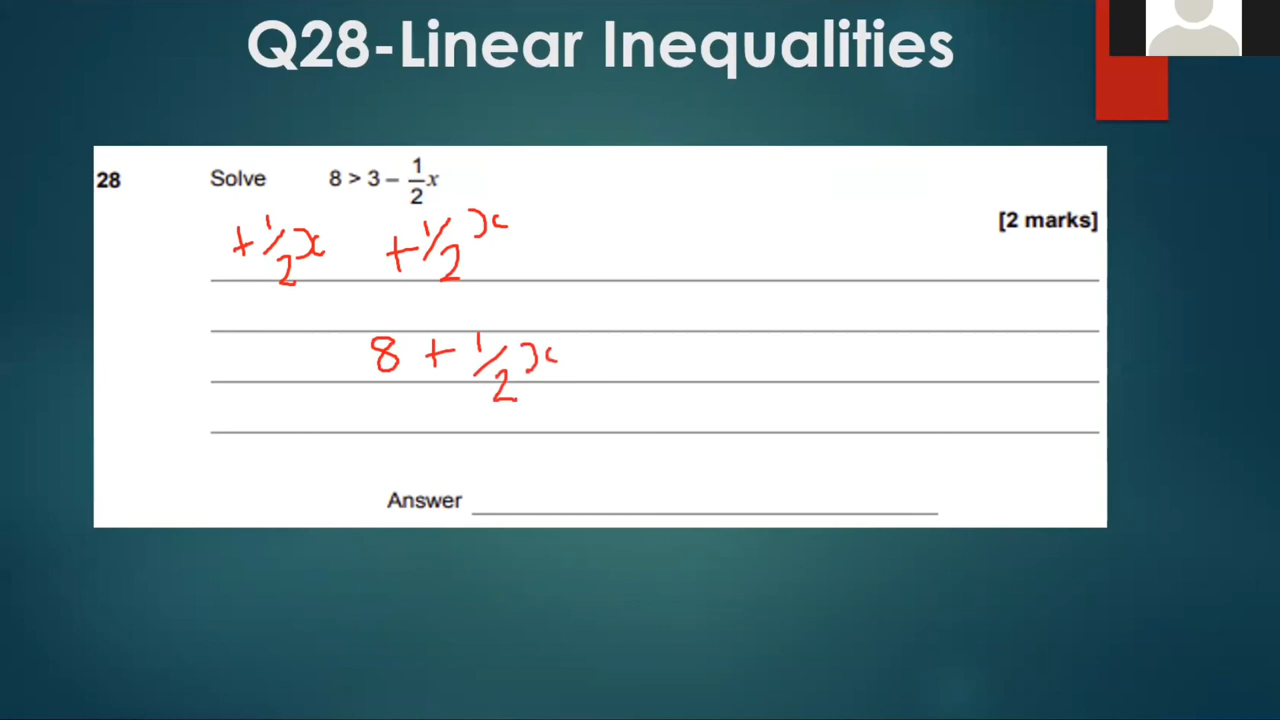 Q28-Linear Inequalities
28 Solve 8 > 3 – 1/2 x
[2 marks]
+ 1/2 x + 1/2 x
8 + 1/2 x
Answer